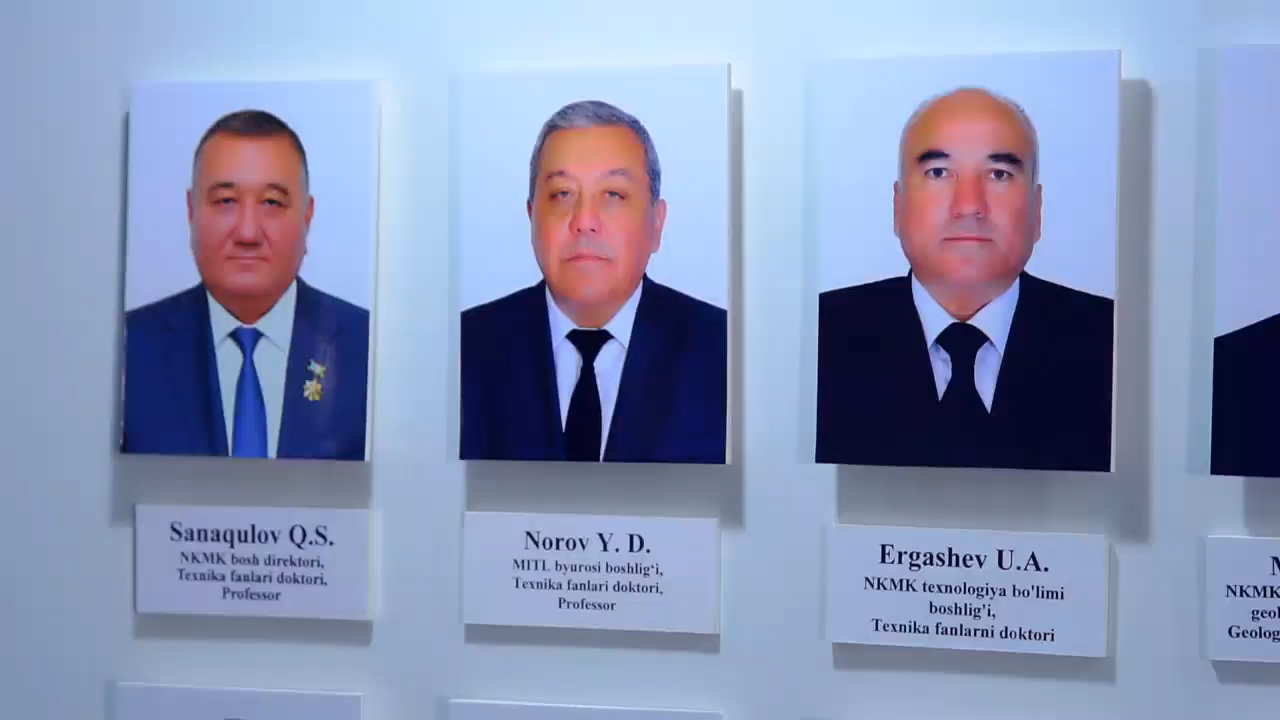 Sanaqulov Q.S.
NKMK bosh direktori,
Texnika fanlari doktori,
Professor
Norov Y. D.
MITL byurosi boshlig‘i,
Texnika fanlari doktori,
Professor
Ergashev U.A.
NKMK texnologiya bo'limi
boshlig'i,
Texnika fanlarni doktori
NKMK